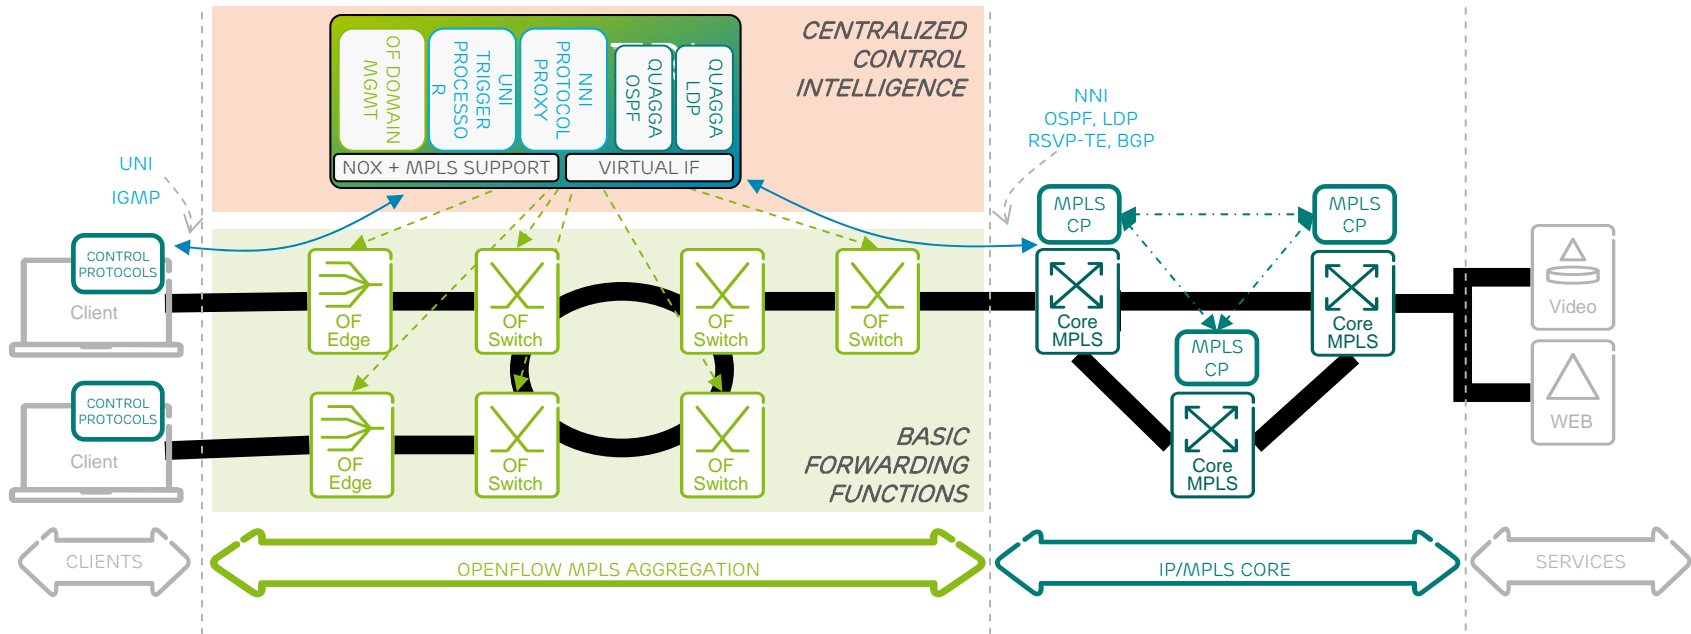 CENTRALIZED
CONTROL
INTELLIGENCE
OF DOMAIN
MGMT
UNI
TRIGGER
PROCESSO
R
NNI
PROTOCOL
PROXY
QUAGGA
OSPF
QUAGGA
LDP
NOX + MPLS SUPPORT
VIRTUAL IF
UNI
IGMP
NNI
OSPF, LDP
RSVP-TE, BGP
CONTROL
PROTOCOLS
Client
OF
Edge
OF
Switch
OF
Switch
OF
Switch
MPLS
CP
MPLS
CP
Core
MPLS
Core
MPLS
MPLS
CP
Video
CONTROL
PROTOCOLS
Client
OF
Edge
OF
Switch
OF
Switch
BASIC
FORWARDING
FUNCTIONS
Core
MPLS
WEB
CLIENTS
OPENFLOW MPLS AGGREGATION
IP/MPLS CORE
SERVICES